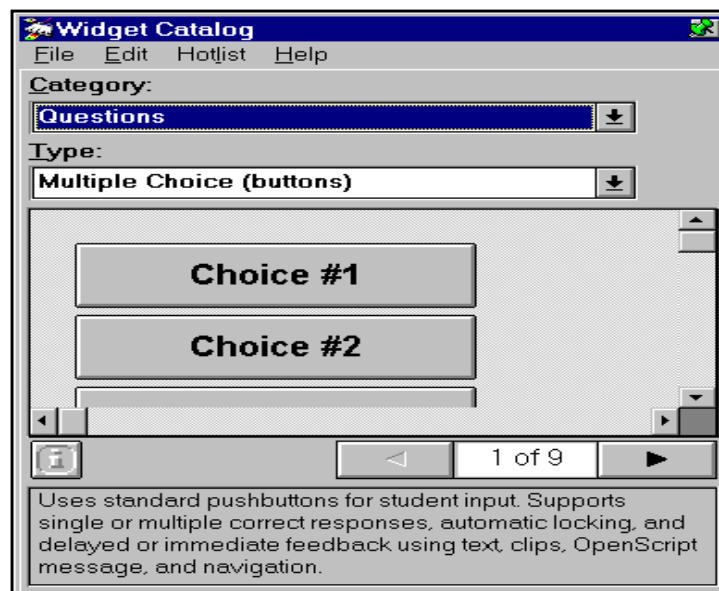 Widget Catalog
File Edit Hotlist Help
Category:
Questions
Type:
Multiple Choice (buttons)
Choice #1
Choice #2
1 of 9
Uses standard pushbuttons for student input. Supports
single or multiple correct responses, automatic locking, and
delayed or immediate feedback using text, clips, OpenScript
message, and navigation.